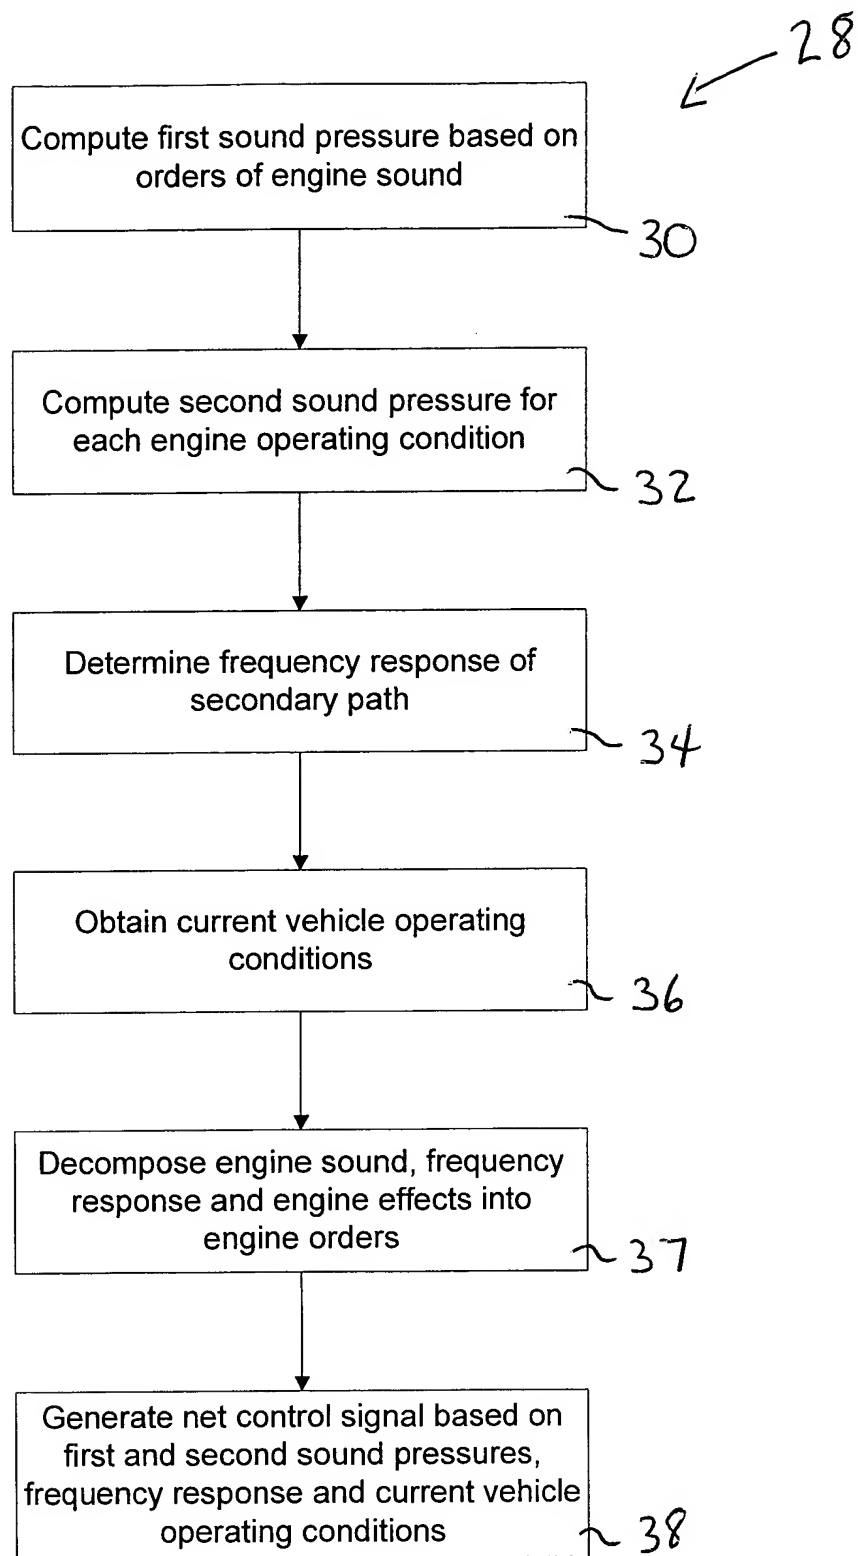 28
Compute first sound pressure based on
orders of engine sound
30
Compute second sound pressure for
each engine operating condition
32
Determine frequency response of
secondary path
34
Obtain current vehicle operating
conditions
36
Decompose engine sound, frequency
response and engine effects into
engine orders
37
Generate net control signal based on
first and second sound pressures,
frequency response and current vehicle
operating conditions
38